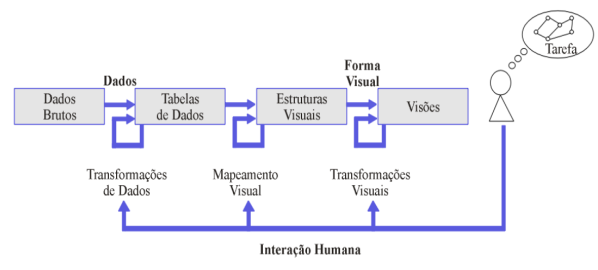 Tarefa
Dados
Forma
Visual
Dados
Brutos
Tabelas
de Dados
Estruturas
Visuais
Visões
Transformações
de Dados
Mapeamento
Visual
Transformações
Visuais
Interação Humana